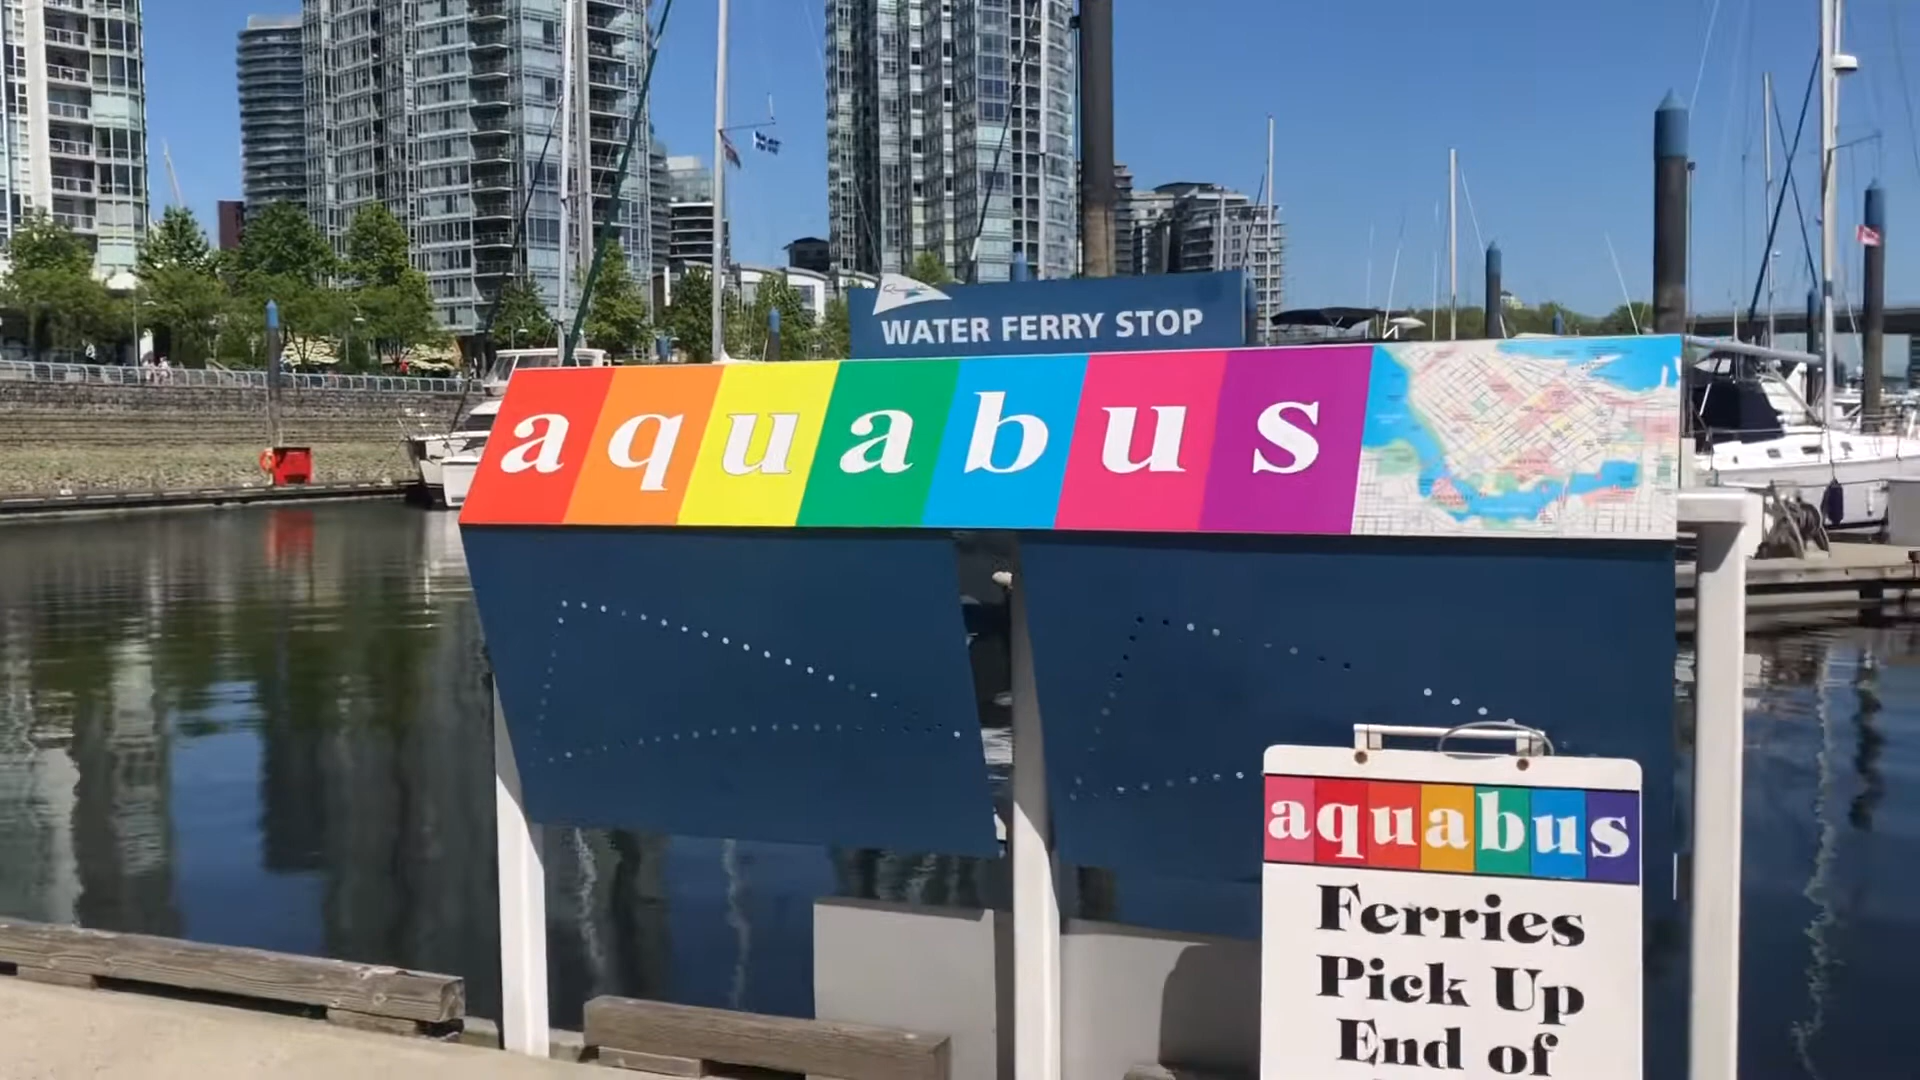 WATER FERRY STOP
aquabus
aquabus
Ferries
Pick Up
End of